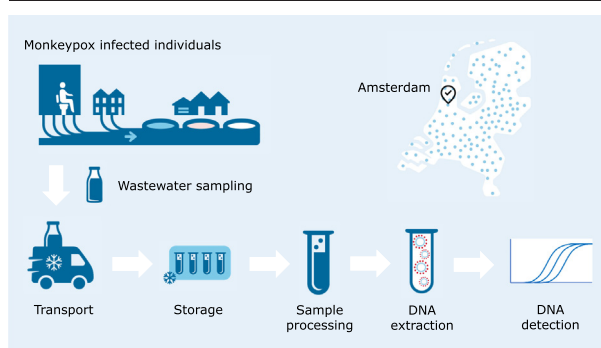 Monkeypox infected individuals
Amsterdam
Wastewater sampling
Transport
Storage
Sample
processing
DNA
extraction
DNA
detection